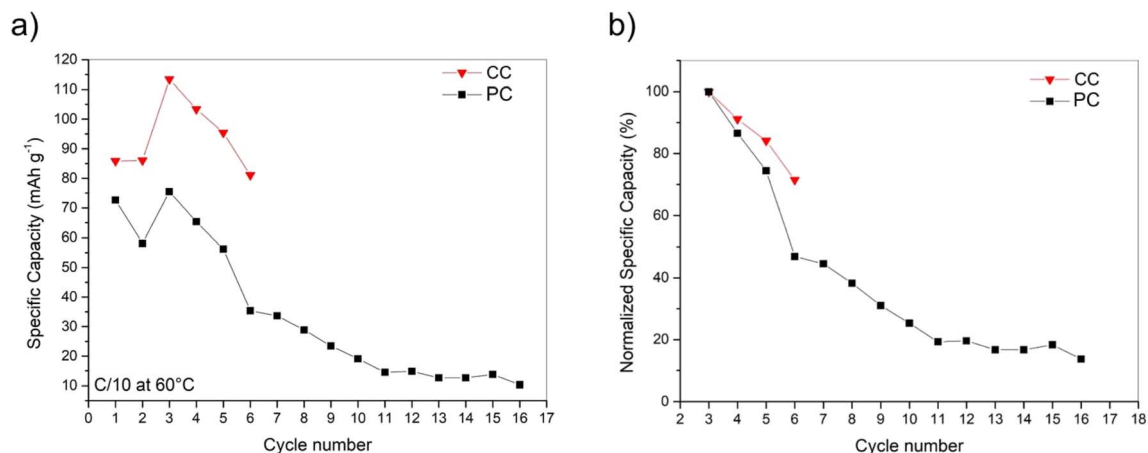 a)
120
110
100
90
80
70
60
50
40
30
20
10
Specific Capacity (mAh g⁻¹)
CC
PC
C/10 at 60°C
0 1 2 3 4 5 6 7 8 9 10 11 12 13 14 15 16 17
Cycle number
b)
100
80
60
40
20
0
Normalized Specific Capacity (%)
CC
PC
2 3 4 5 6 7 8 9 10 11 12 13 14 15 16 17 18
Cycle number